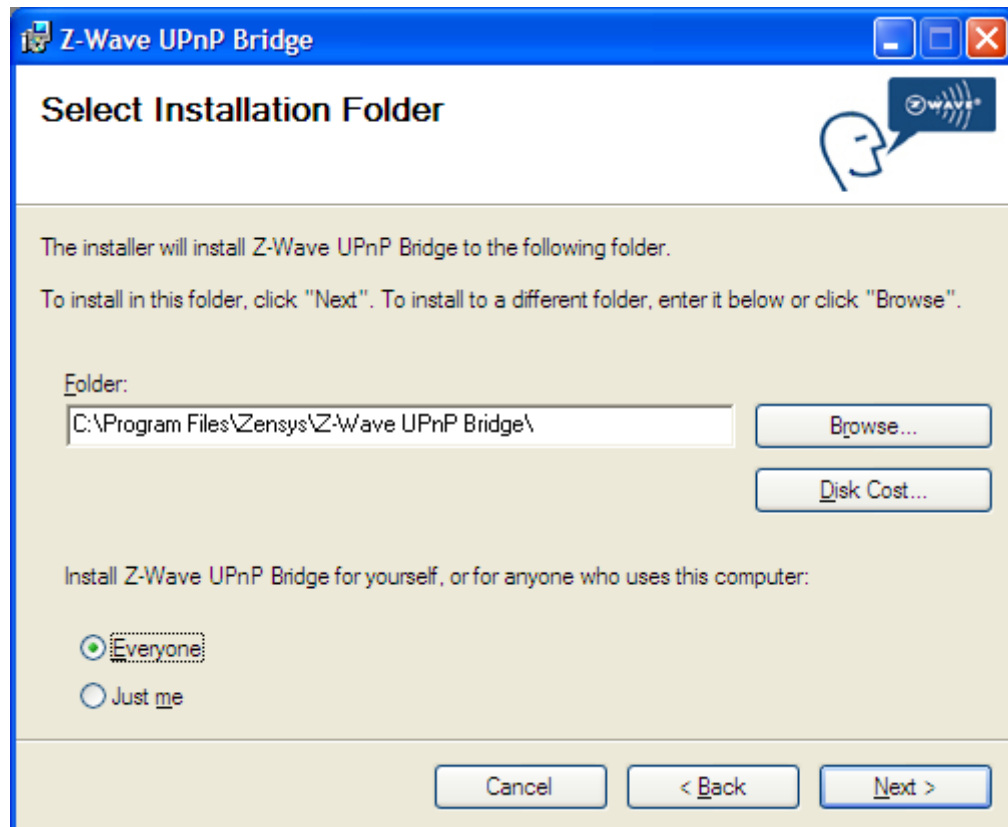 Z-Wave UPnP Bridge
Select Installation Folder
Z WAVE®
The installer will install Z-Wave UPnP Bridge to the following folder.
To install in this folder, click "Next". To install to a different folder, enter it below or click "Browse".
Folder:
C:\Program Files\Zensys\Z-Wave UPnP Bridge\
Browse...
Disk Cost...
Install Z-Wave UPnP Bridge for yourself, or for anyone who uses this computer:
Everyone
Just me
Cancel
< Back
Next >